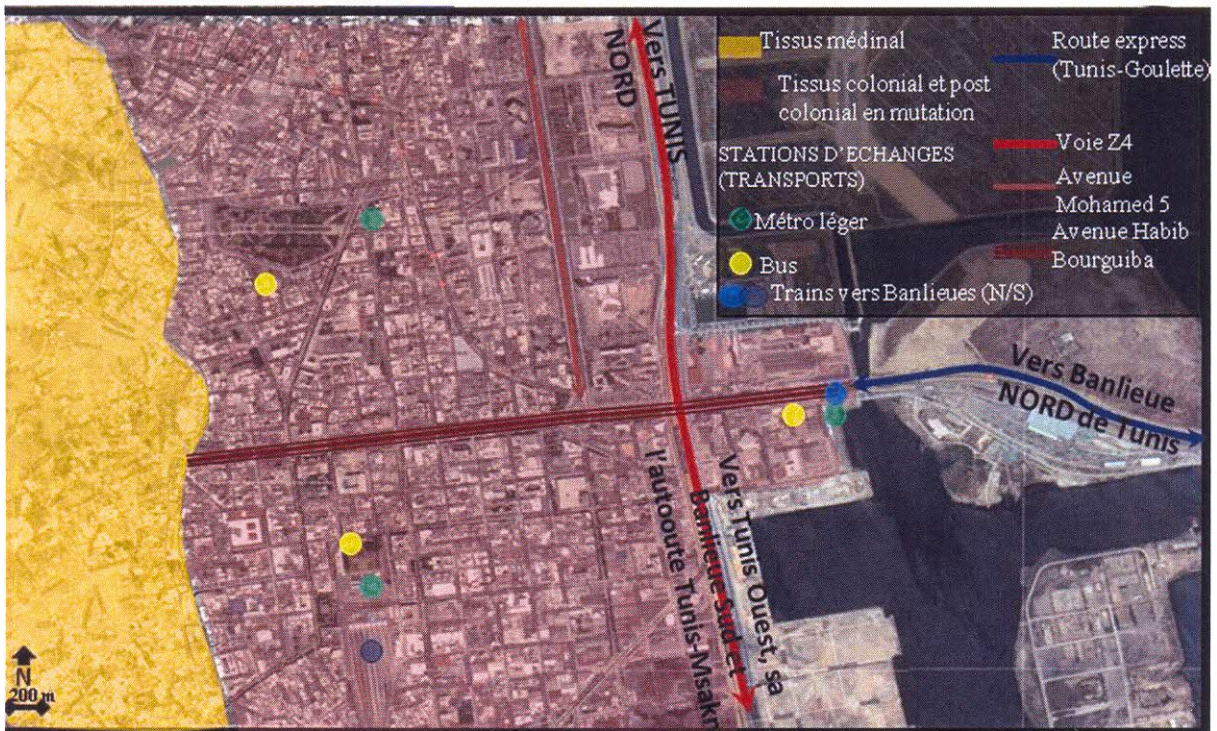 Tissus médinal
Tissus colonial et post
colonial en mutation
STATIONS D'ECHANGES
(TRANSPORTS)
Métro léger
Bus
Trains vers Banlieues (N/S)
Route express
(Tunis-Goulette)
Voie Z4
Avenue
Mohamed 5
Avenue Habib
Bourguiba
Vers TUNIS
NORD
Vers Banlieue
NORD de Tunis
Vers Tunis Ouest, sa
Banlieue Sud et
l'autooute Tunis-Msakn
N
200 m